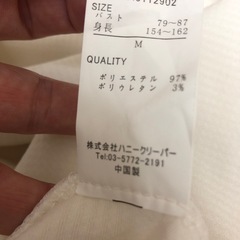 SIZE
バスト 79~87
身長 154~162
M
QUALITY
ポリエステル 97%
ポリウレタン 3%
株式会社ハニークリーパー
Tel:03-5772-2191
中国製